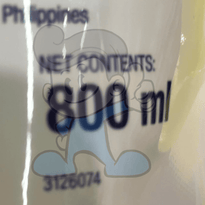 Philippines
NET CONTENTS:
800 ml
3126074